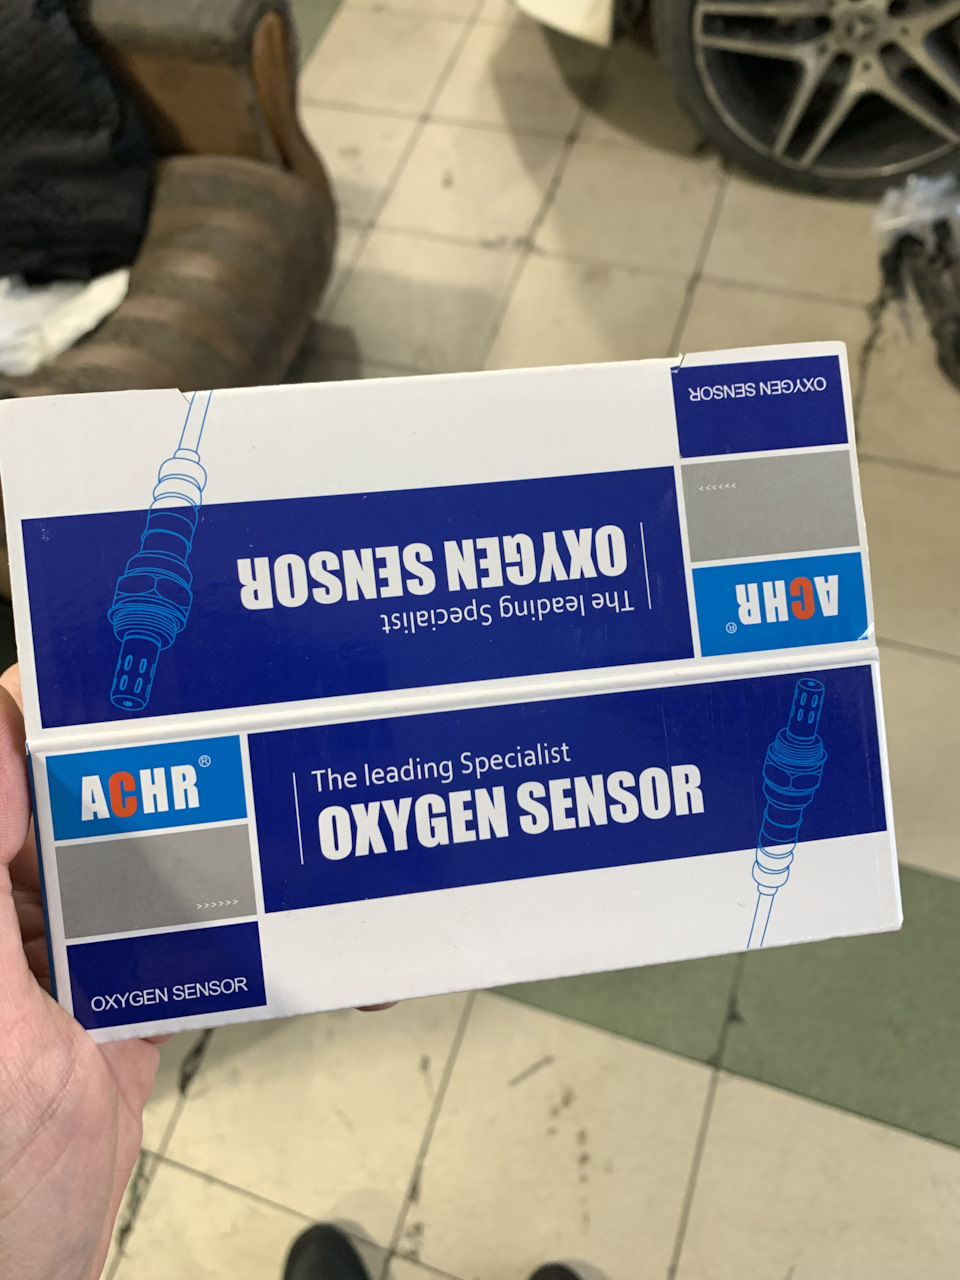 OXYGEN SENSOR
<<<<<<
ACHR®
OXYGEN SENSOR
The leading Specialist
ACHR®
>>>>>>
OXYGEN SENSOR
The leading Specialist
OXYGEN SENSOR